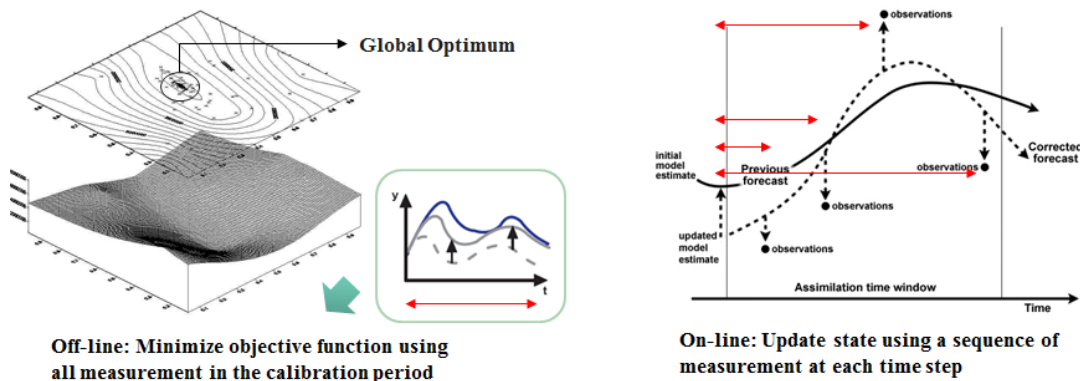 Global Optimum
y
t
Off-line: Minimize objective function using
all measurement in the calibration period
observations
initial
model
estimate
Previous
forecast
Corrected
forecast
observations
observations
updated
model
estimate
observations
Assimilation time window
Time
On-line: Update state using a sequence of
measurement at each time step